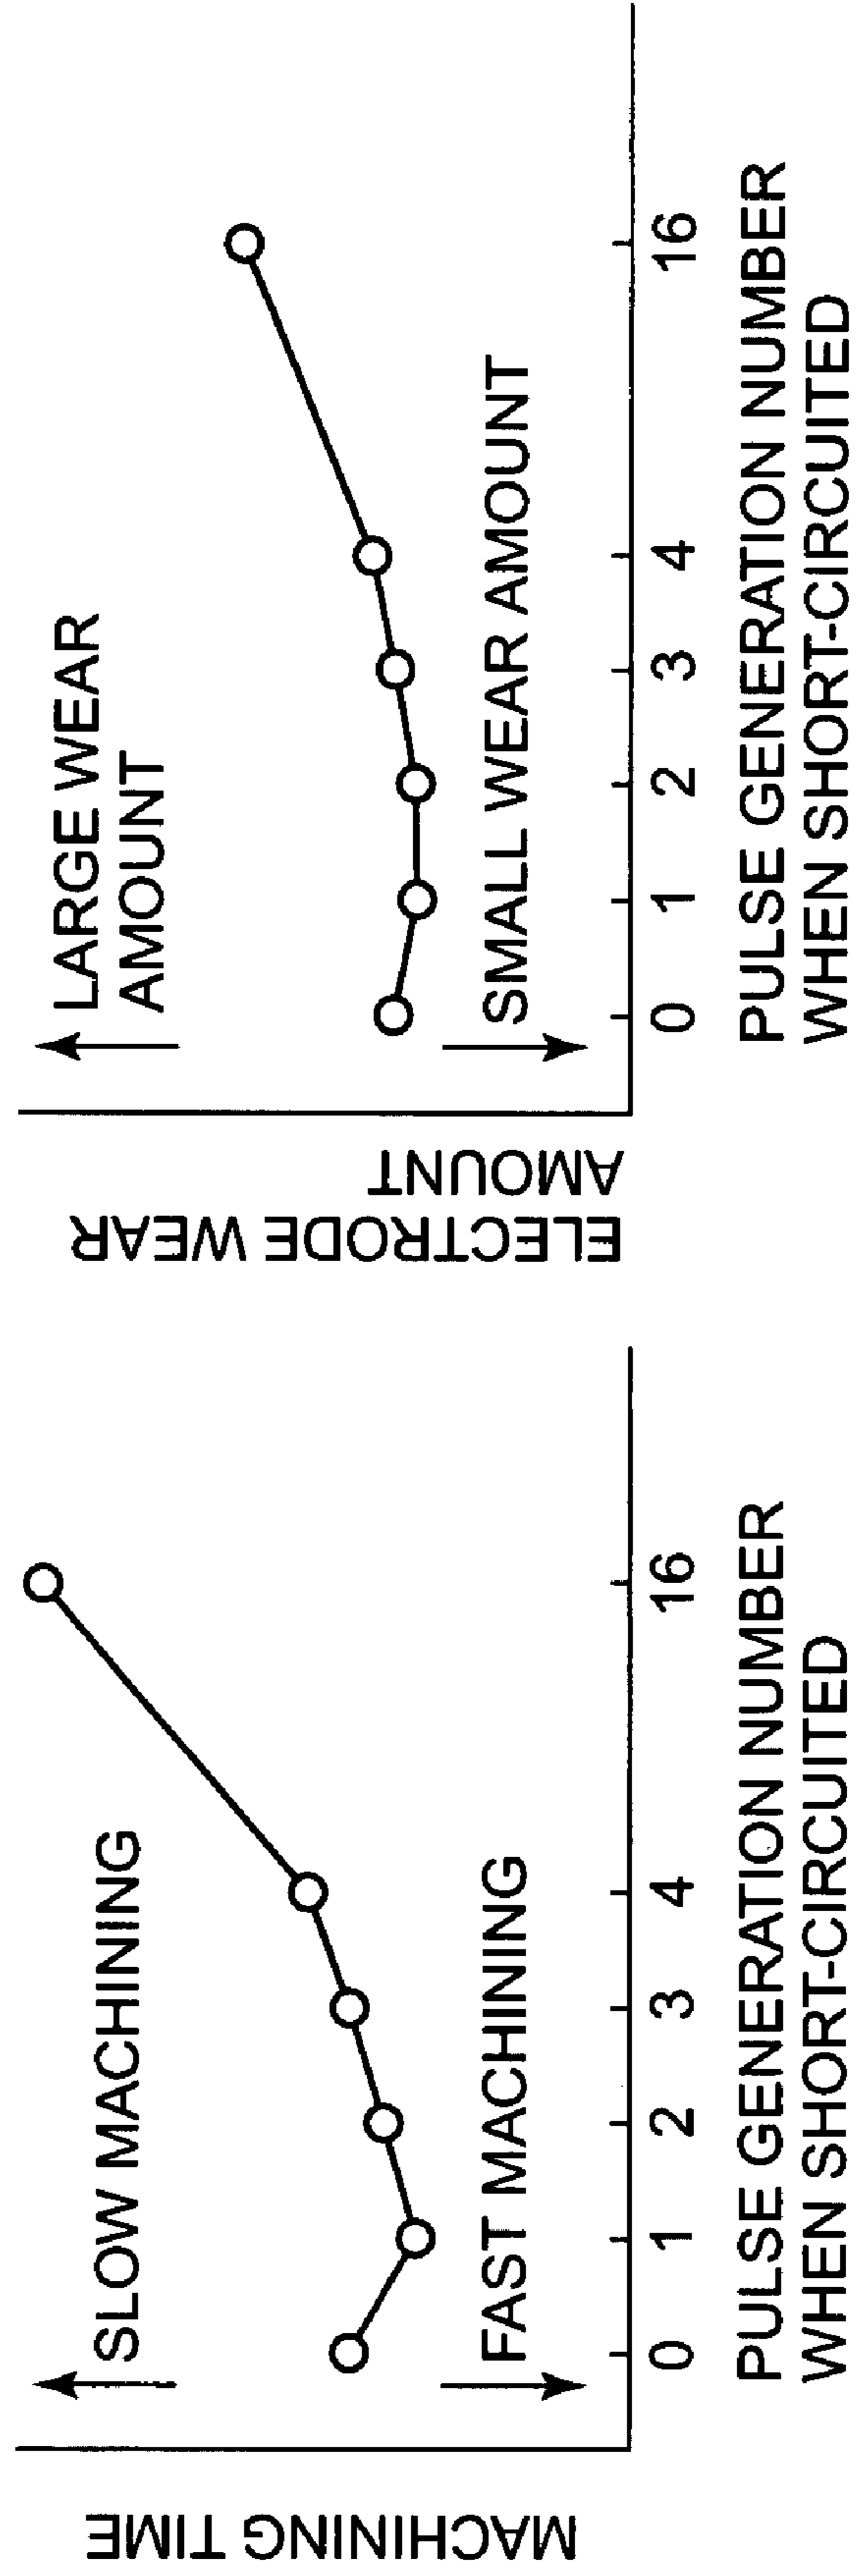 MACHINING TIME
SLOW MACHINING
FAST MACHINING
0 1 2 3 4 16
PULSE GENERATION NUMBER
WHEN SHORT-CIRCUITED
ELECTRODE WEAR
AMOUNT
LARGE WEAR
AMOUNT
SMALL WEAR AMOUNT
0 1 2 3 4 16
PULSE GENERATION NUMBER
WHEN SHORT-CIRCUITED